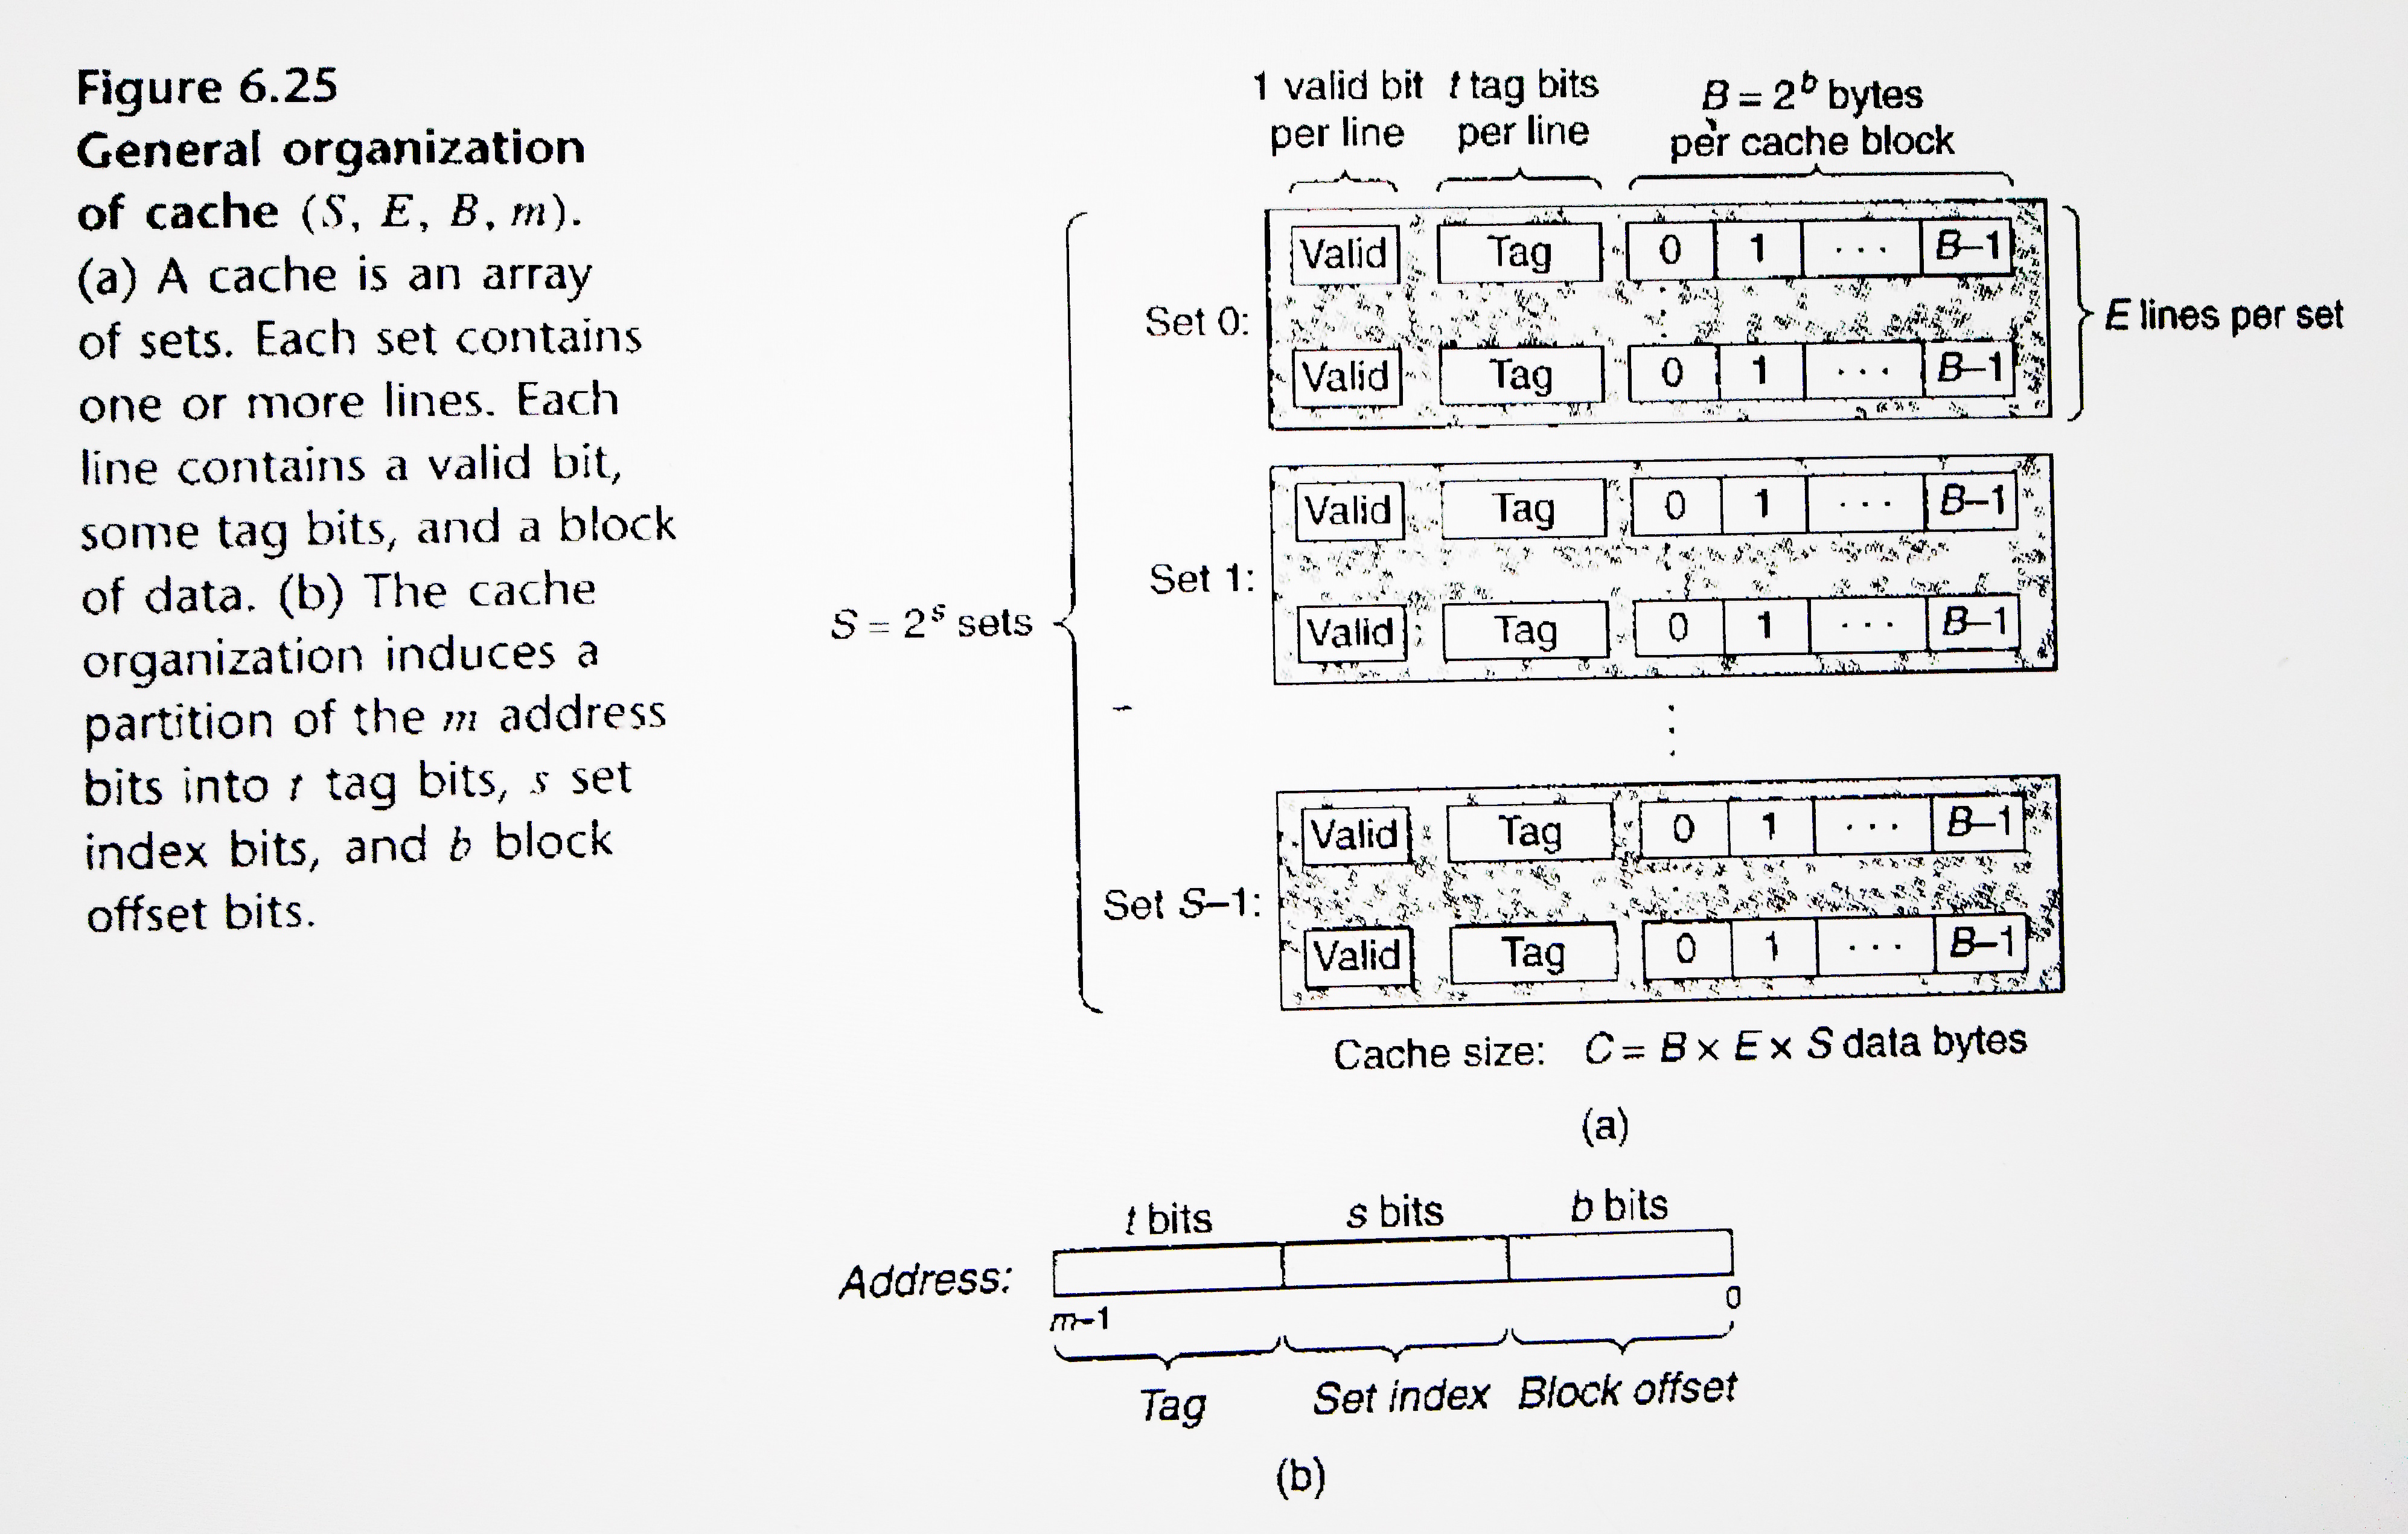 Figure 6.25
General organization
of cache (S, E, B, m).
(a) A cache is an array
of sets. Each set contains
one or more lines. Each
line contains a valid bit,
some tag bits, and a block
of data. (b) The cache
organization induces a
partition of the m address
bits into t tag bits, s set
index bits, and b block
offset bits.
1 valid bit t tag bits B = 2^b bytes
per line per line per cache block
Valid Tag 0 1 ··· B–1
Set 0: E lines per set
Valid Tag 0 1 ··· B–1
Valid Tag 0 1 ··· B–1
Set 1:
S = 2^s sets
Valid Tag 0 1 ··· B–1
Valid Tag 0 1 ··· B–1
Set S–1:
Valid Tag 0 1 ··· B–1
Cache size: C = B × E × S data bytes
(a)
t bits s bits b bits
Address:
m–1 0
Tag Set index Block offset
(b)